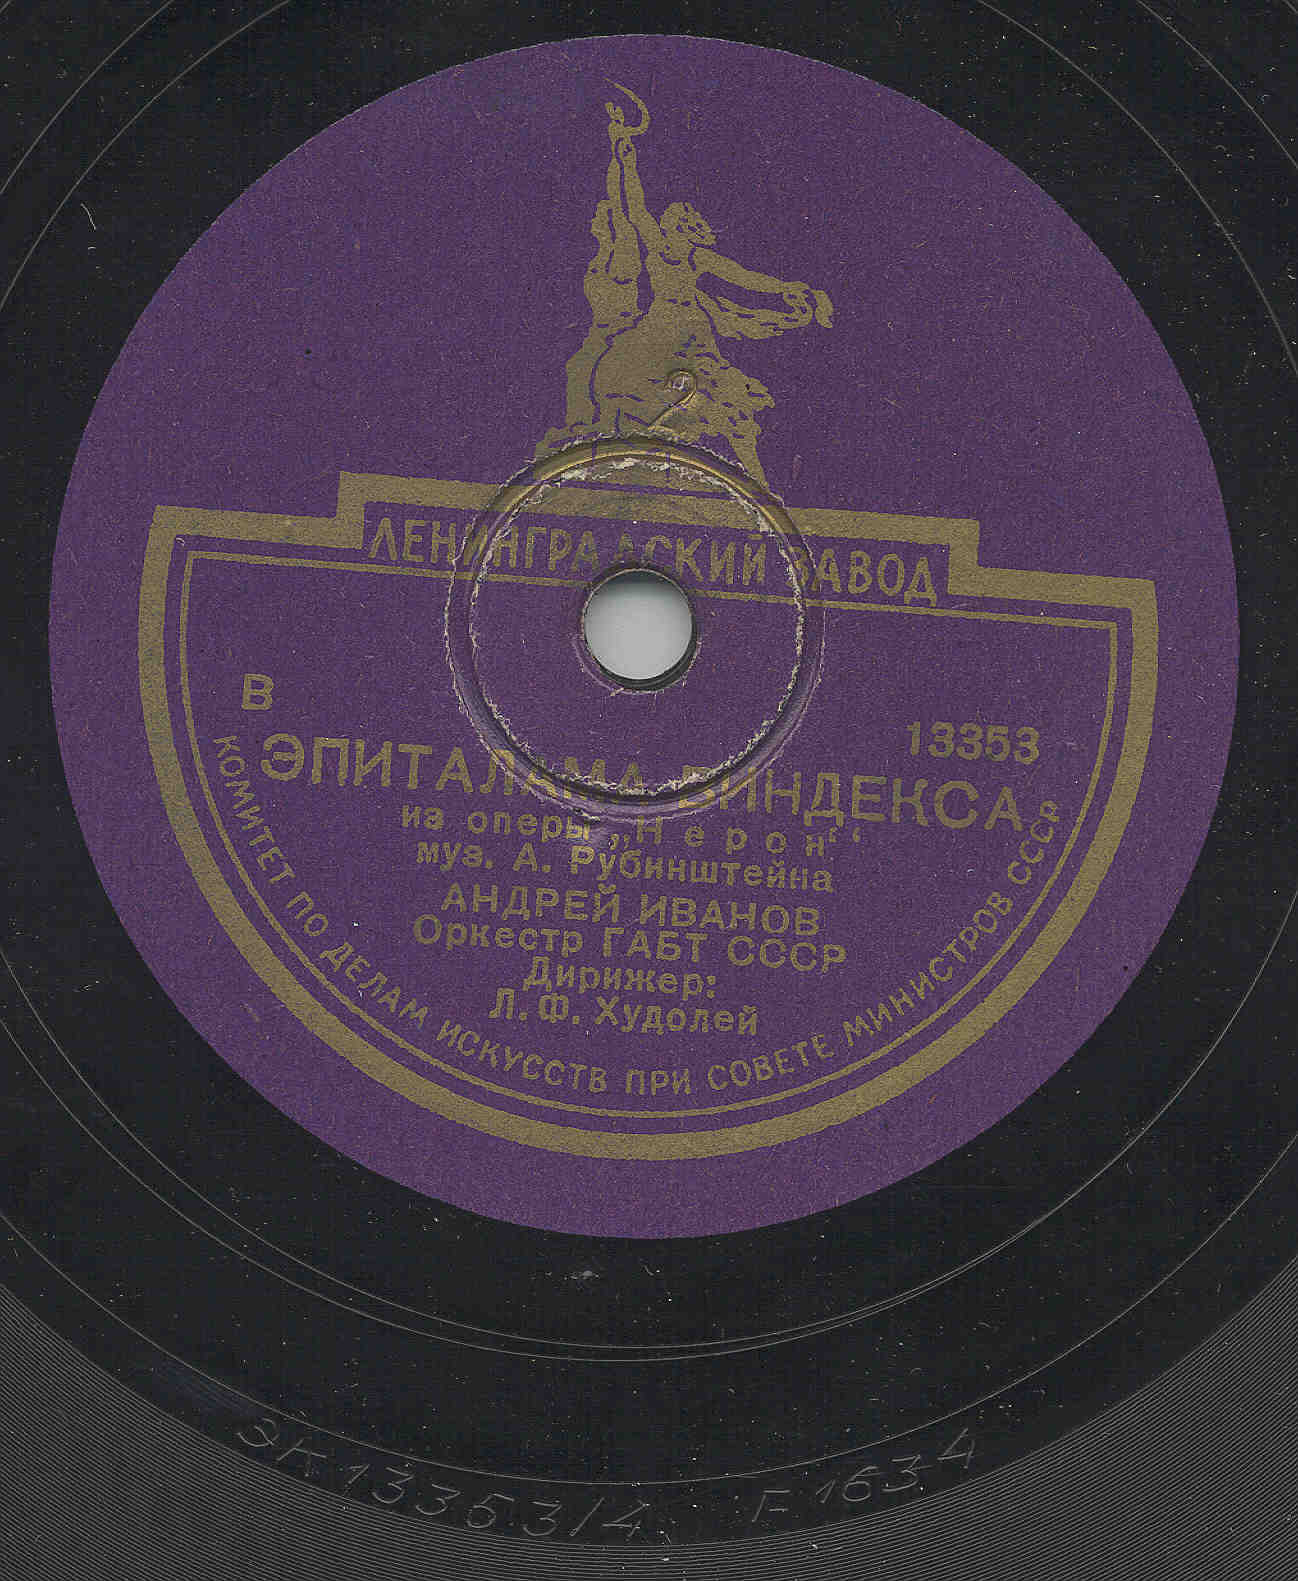 2
ЛЕНИНГРАДСКИЙ ЗАВОД
В
13353
ЭПИТАЛАМА ВИНДЕКСА
из оперы „Нерон“
муз. А. Рубинштейна
АНДРЕЙ ИВАНОВ
Оркестр ГАБТ СССР
Дирижер:
Л. Ф. Худолей
КОМИТЕТ ПО ДЕЛАМ ИСКУССТВ ПРИ СОВЕТЕ МИНИСТРОВ СССР
ЗК 13353/4 F 1634